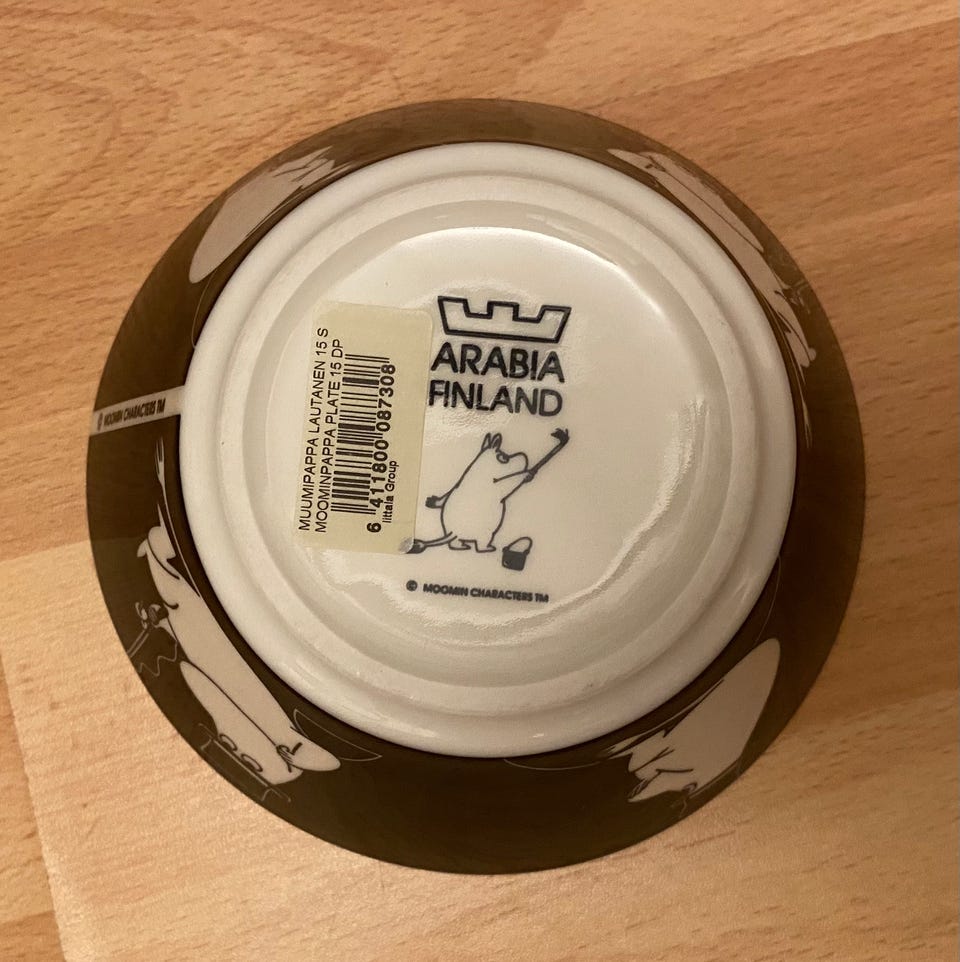 MUUMIPAPPA LAUTANEN 15 S
MOOMINPAPPA PLATE 15 DP
6 411800 087308
Iittala Group
ARABIA
FINLAND
© MOOMIN CHARACTERS TM
© MOOMIN CHARACTERS TM